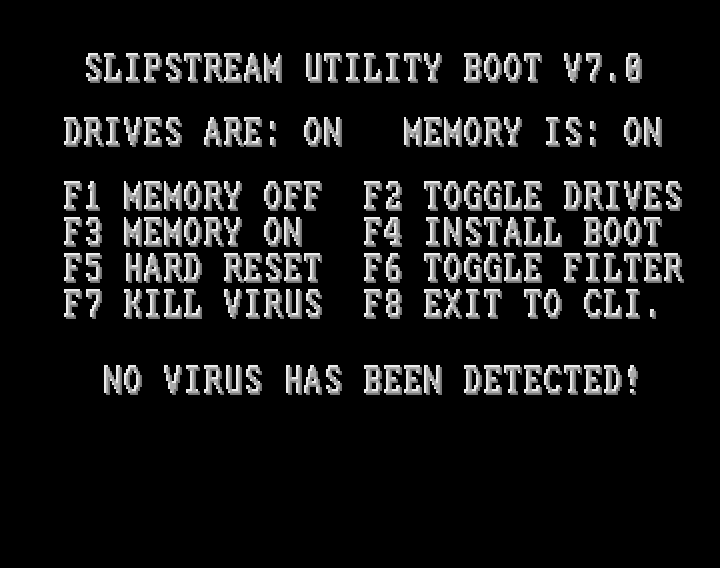 SLIPSTREAM UTILITY BOOT V7.0
DRIVES ARE: ON   MEMORY IS: ON
F1 MEMORY OFF  F2 TOGGLE DRIVES
F3 MEMORY ON   F4 INSTALL BOOT
F5 HARD RESET  F6 TOGGLE FILTER
F7 KILL VIRUS  F8 EXIT TO CLI.
NO VIRUS HAS BEEN DETECTED!